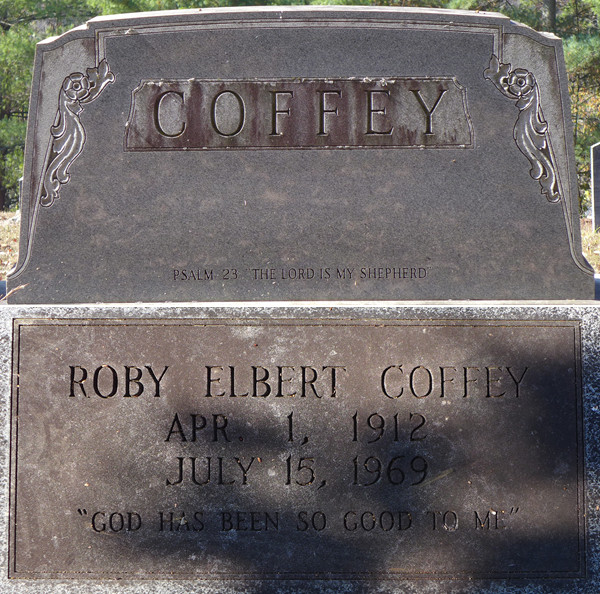 COFFEY
PSALM 23 THE LORD IS MY SHEPHERD
ROBY ELBERT COFFEY
APR. 1, 1912
JULY 15, 1969
"GOD HAS BEEN SO GOOD TO ME"